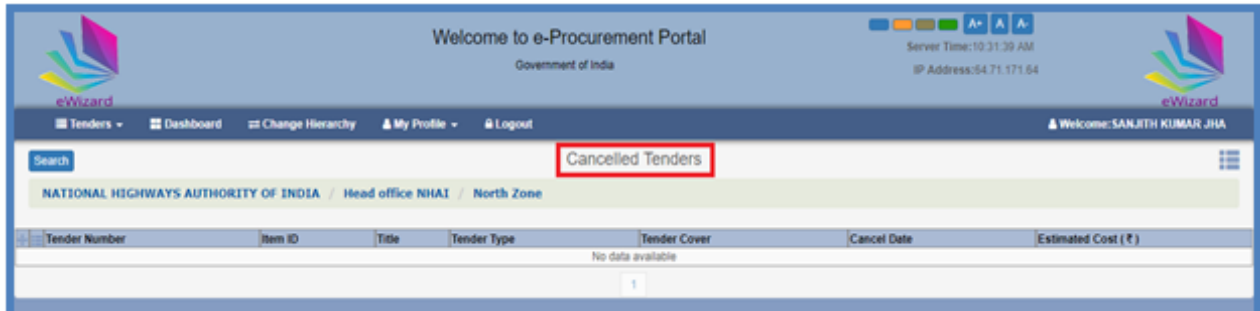 Welcome to e-Procurement Portal
Government of India
A+ A A-
Server Time:10:31:39 AM
IP Address:64.71.171.64
eWizard
eWizard
Tenders Dashboard Change Hierarchy My Profile Logout Welcome:SANJITH KUMAR JHA
Search Cancelled Tenders
NATIONAL HIGHWAYS AUTHORITY OF INDIA / Head office NHAI / North Zone
Tender Number Item ID Title Tender Type Tender Cover Cancel Date Estimated Cost (₹)
No data available
1